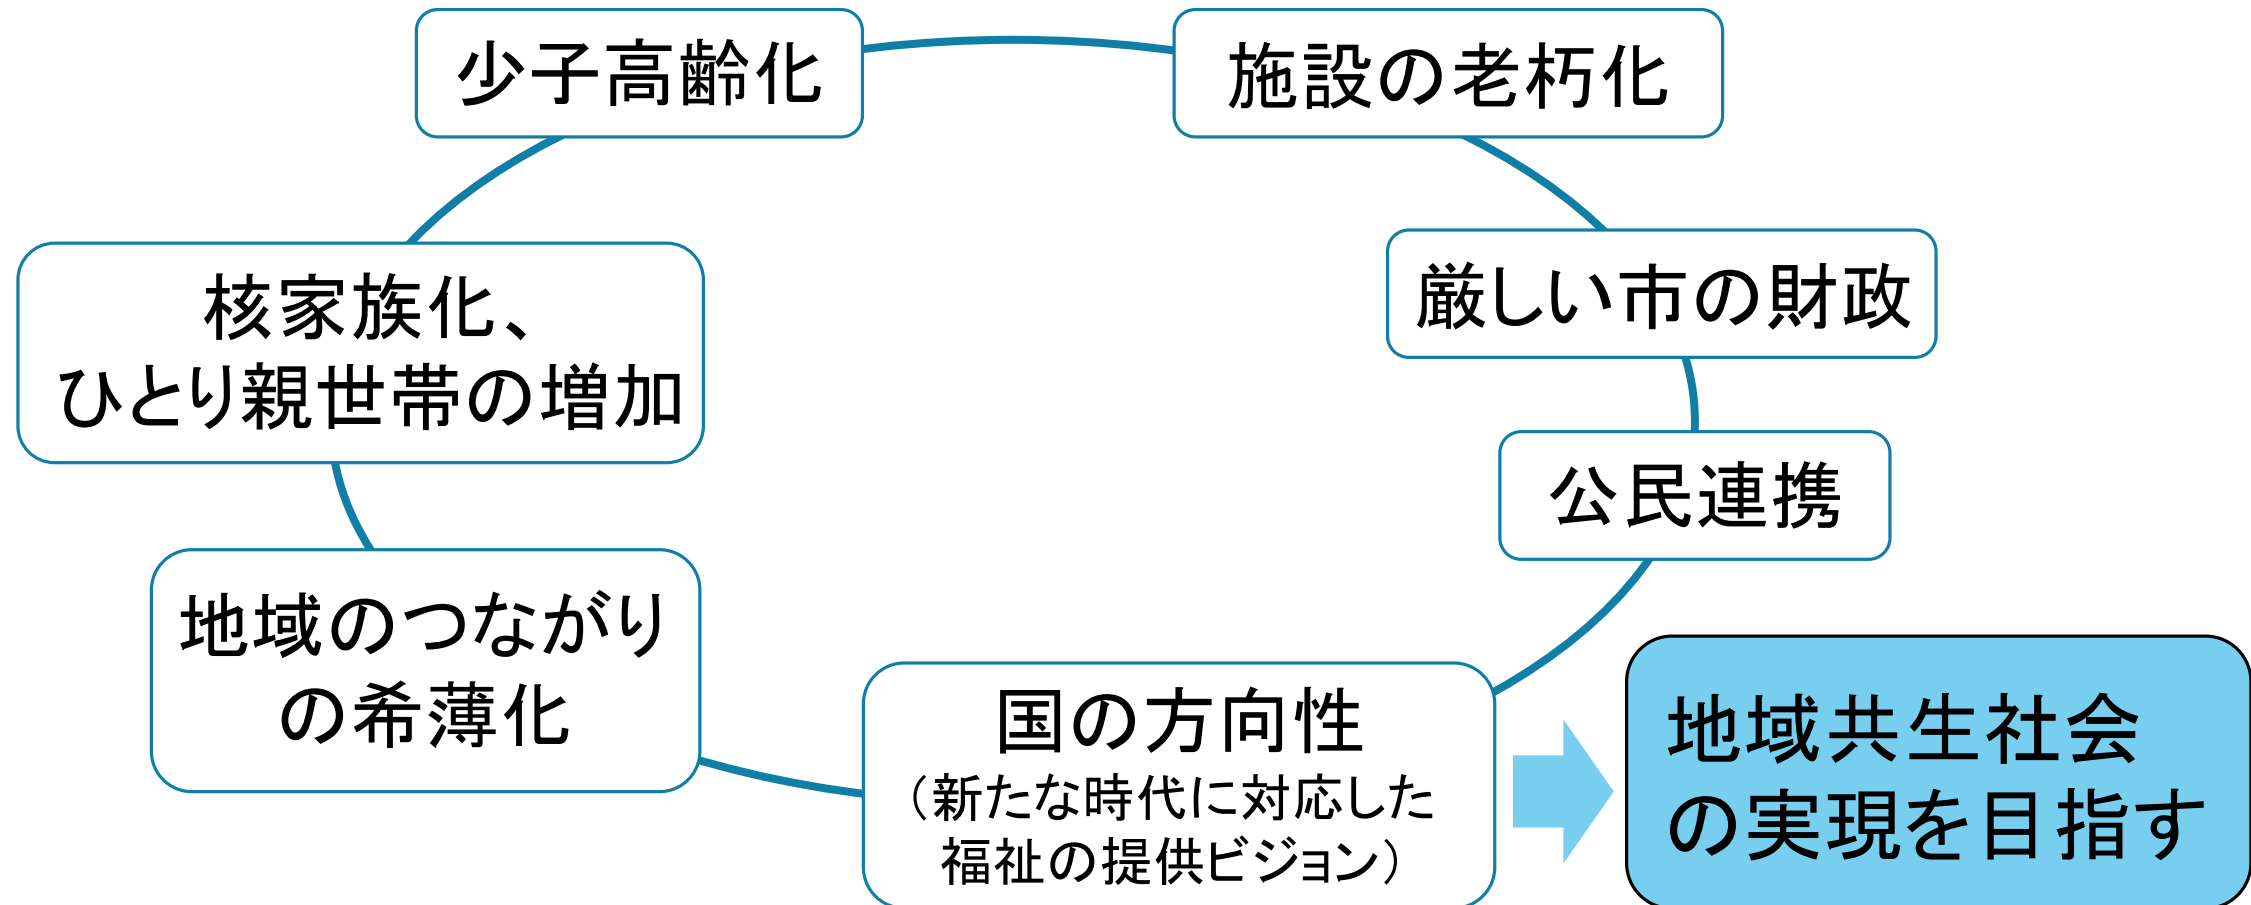 少子高齢化
施設の老朽化
核家族化、
ひとり親世帯の増加
厳しい市の財政
公民連携
地域のつながり
の希薄化
国の方向性
（新たな時代に対応した
福祉の提供ビジョン）
地域共生社会
の実現を目指す